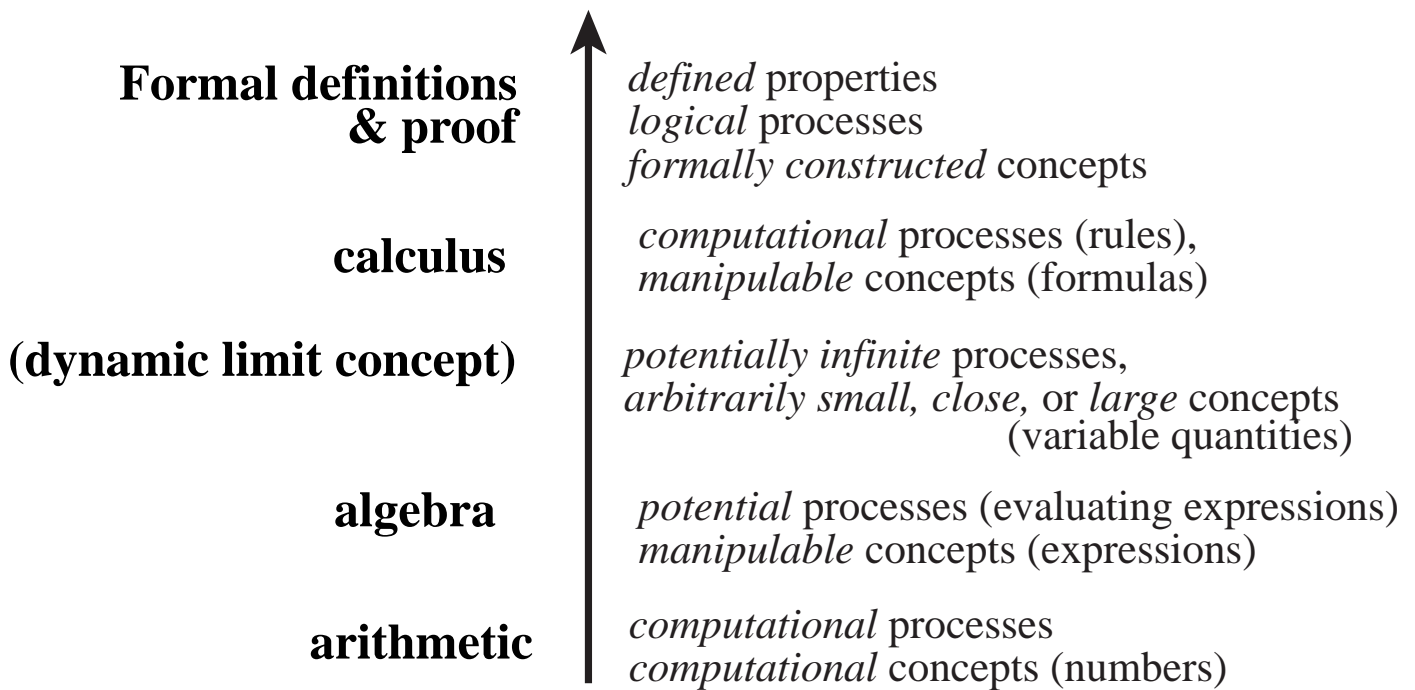 Formal definitions
& proof
defined properties
logical processes
formally constructed concepts
calculus
computational processes (rules),
manipulable concepts (formulas)
(dynamic limit concept)
potentially infinite processes,
arbitrarily small, close, or large concepts
(variable quantities)
algebra
potential processes (evaluating expressions)
manipulable concepts (expressions)
arithmetic
computational processes
computational concepts (numbers)